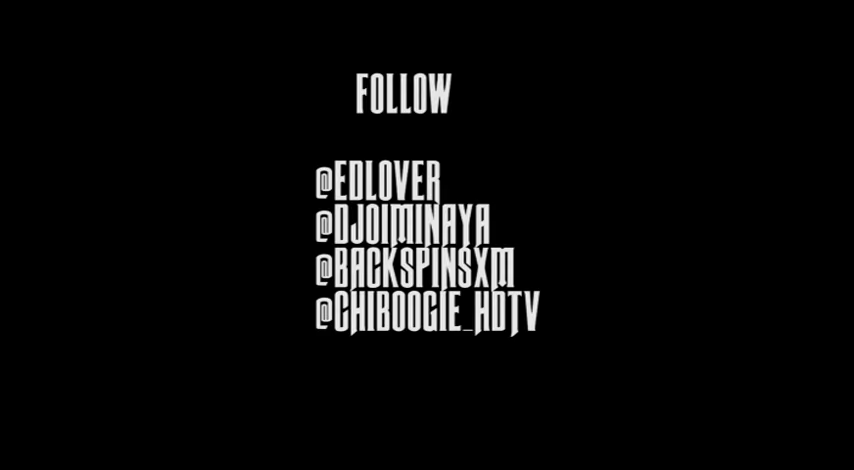 FOLLOW
@EDLOVER
@DJOIMINAYA
@BACKSPINSXM
@CHIBOOGIE_HDTV